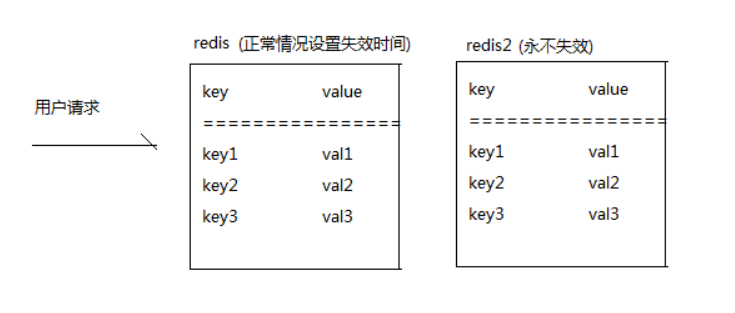 redis (正常情况设置失效时间)
redis2 (永不失效)
用户请求
key value
================
key1 val1
key2 val2
key3 val3
key value
================
key1 val1
key2 val2
key3 val3